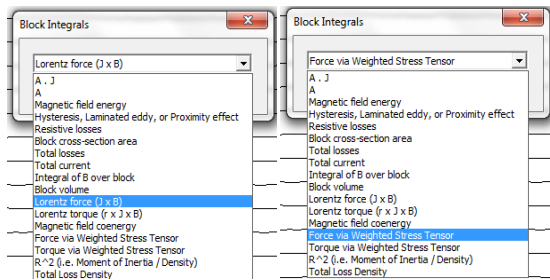 Block Integrals
Lorentz force (J x B)
A . J
A
Magnetic field energy
Hysteresis, Laminated eddy, or Proximity effect
Resistive losses
Block cross-section area
Total losses
Total current
Integral of B over block
Block volume
Lorentz force (J x B)
Lorentz torque (r x J x B)
Magnetic field coenergy
Force via Weighted Stress Tensor
Torque via Weighted Stress Tensor
R^2 (i.e. Moment of Inertia / Density)
Total Loss Density
Block Integrals
Force via Weighted Stress Tensor
A . J
A
Magnetic field energy
Hysteresis, Laminated eddy, or Proximity effect
Resistive losses
Block cross-section area
Total losses
Total current
Integral of B over block
Block volume
Lorentz force (J x B)
Lorentz torque (r x J x B)
Magnetic field coenergy
Force via Weighted Stress Tensor
Torque via Weighted Stress Tensor
R^2 (i.e. Moment of Inertia / Density)
Total Loss Density